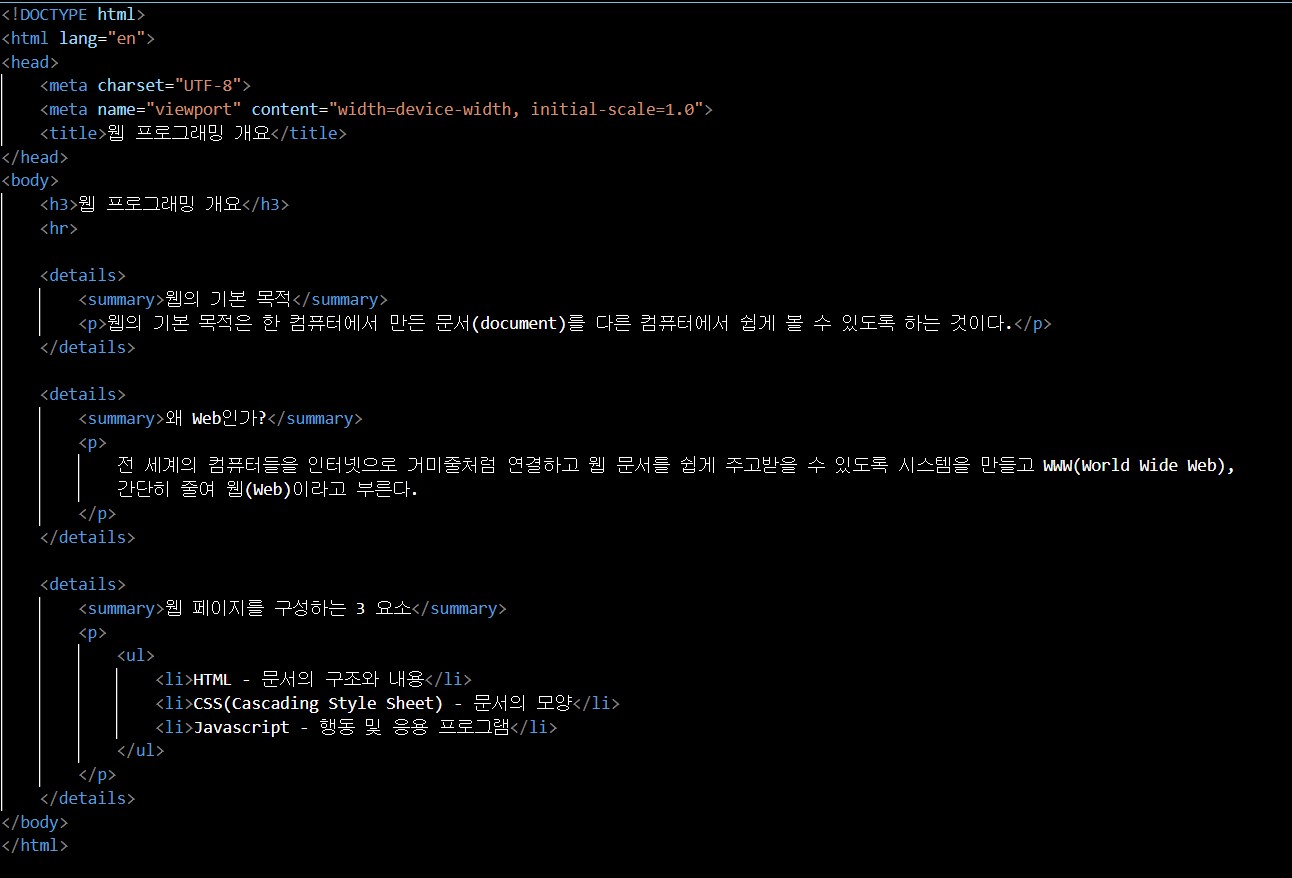 <!DOCTYPE html>
<html lang="en">
<head>
    <meta charset="UTF-8">
    <meta name="viewport" content="width=device-width, initial-scale=1.0">
    <title>웹 프로그래밍 개요</title>
</head>
<body>
    <h3>웹 프로그래밍 개요</h3>
    <hr>

    <details>
        <summary>웹의 기본 목적</summary>
        <p>웹의 기본 목적은 한 컴퓨터에서 만든 문서(document)를 다른 컴퓨터에서 쉽게 볼 수 있도록 하는 것이다.</p>
    </details>

    <details>
        <summary>왜 Web인가?</summary>
        <p>
            전 세계의 컴퓨터들을 인터넷으로 거미줄처럼 연결하고 웹 문서를 쉽게 주고받을 수 있도록 시스템을 만들고 WWW(World Wide Web),
            간단히 줄여 웹(Web)이라고 부른다.
        </p>
    </details>

    <details>
        <summary>웹 페이지를 구성하는 3 요소</summary>
        <p>
            <ul>
                <li>HTML - 문서의 구조와 내용</li>
                <li>CSS(Cascading Style Sheet) - 문서의 모양</li>
                <li>Javascript - 행동 및 응용 프로그램</li>
            </ul>
        </p>
    </details>
</body>
</html>